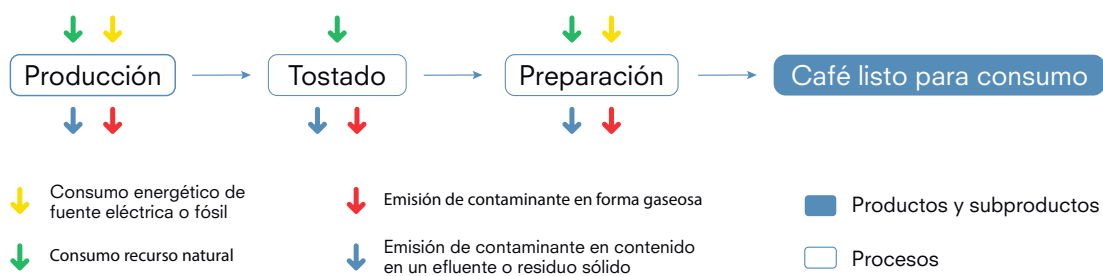 Producción
Tostado
Preparación
Café listo para consumo
Consumo energético de
fuente eléctrica o fósil
Emisión de contaminante en forma gaseosa
Productos y subproductos
Consumo recurso natural
Emisión de contaminante en contenido
en un efluente o residuo sólido
Procesos